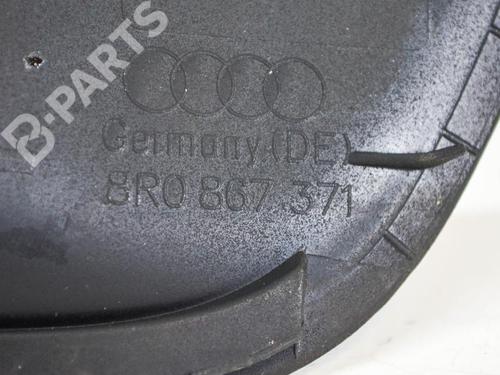 B-PARTS
Germany (DE)
8R0 867 371